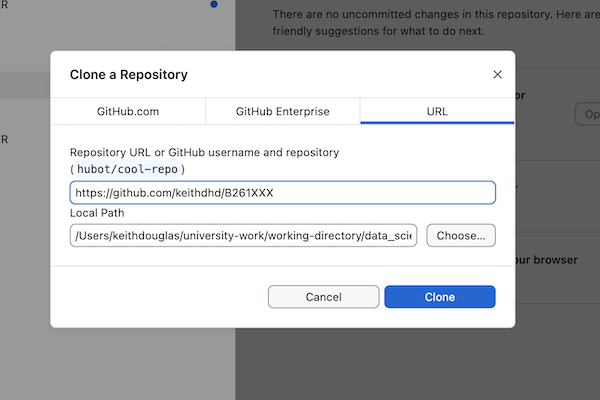 ER
There are no uncommitted changes in this repository. Here are
friendly suggestions for what to do next.
Clone a Repository
GitHub.com
GitHub Enterprise
URL
Repository URL or GitHub username and repository
(hubot/cool-repo)
https://github.com/keithdhd/B261XXX
Local Path
/Users/keithdouglas/university-work/working-directory/data_scie
Choose...
Cancel
Clone
or
Op
ER
our browser